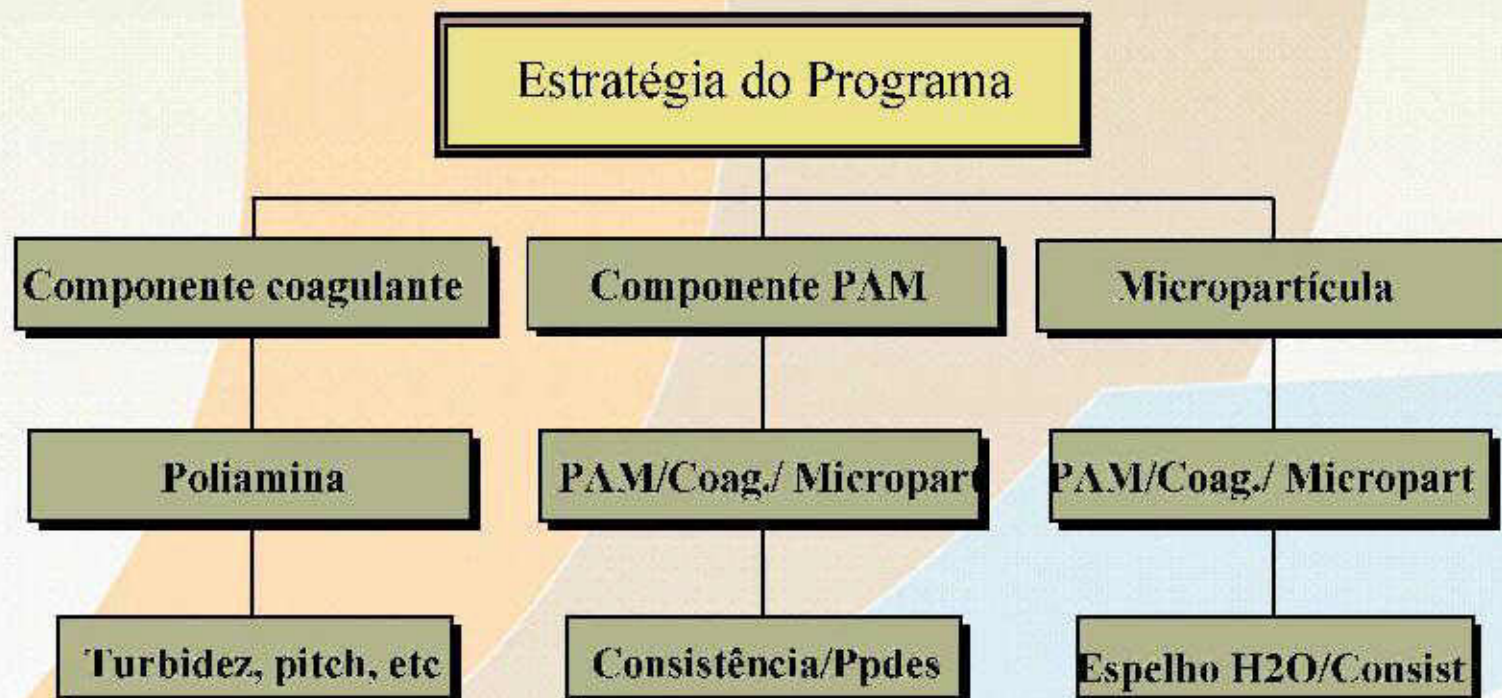 Estratégia do Programa
Componente coagulante
Componente PAM
Micropartícula
Poliamina
PAM/Coag./ Micropart
PAM/Coag./ Micropart
Turbidez, pitch, etc
Consistência/Ppdes
Espelho H2O/Consist